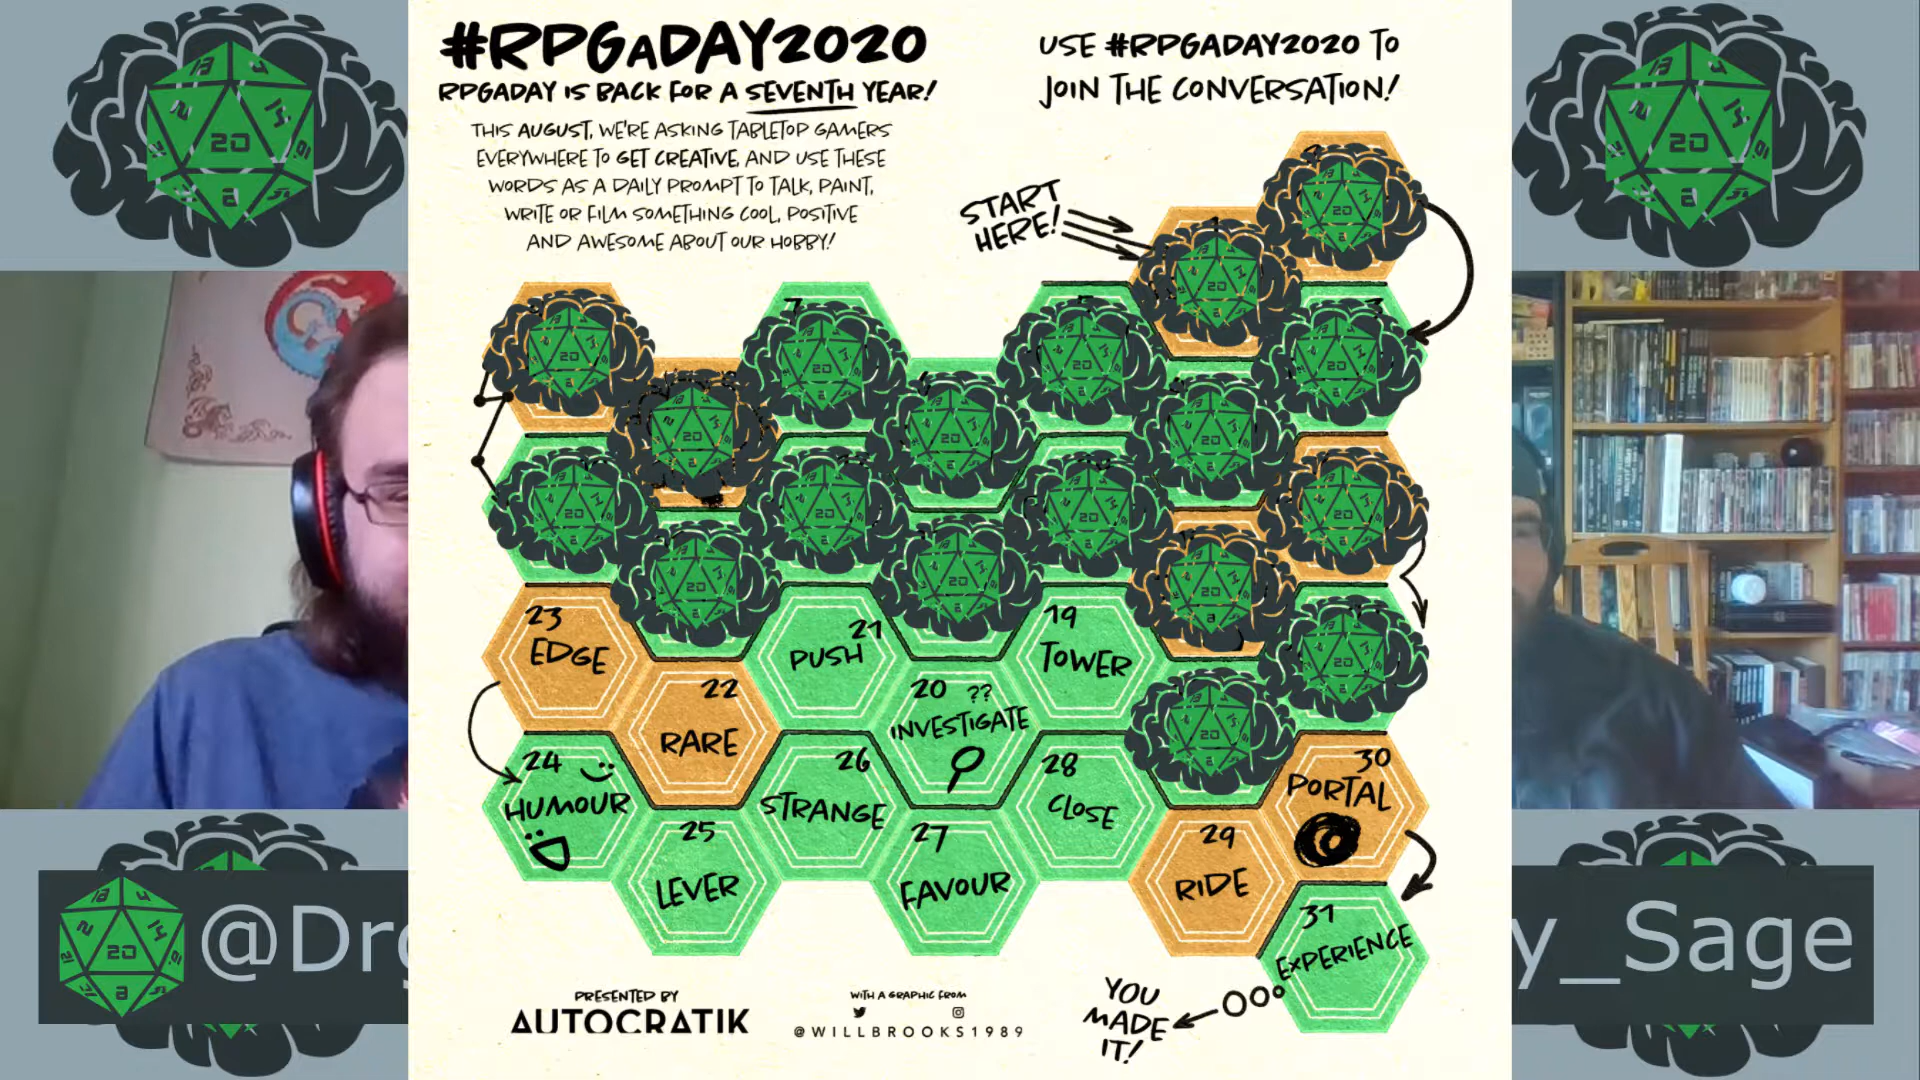 #RPGaDAY2020
RPGADAY IS BACK FOR A SEVENTH YEAR!
THIS AUGUST, WE'RE ASKING TABLETOP GAMERS
EVERYWHERE TO GET CREATIVE, AND USE THESE
WORDS AS A DAILY PROMPT TO TALK, PAINT,
WRITE OR FILM SOMETHING COOL, POSITIVE
AND AWESOME ABOUT OUR HOBBY!
USE #RPGADAY2020 TO
JOIN THE CONVERSATION!
START
HERE!
23
EDGE
22
RARE
21
PUSH
20 ??
INVESTIGATE
19
TOWER
24
HUMOUR
25
LEVER
26
STRANGE
27
FAVOUR
28
CLOSE
29
RIDE
30
PORTAL
31
EXPERIENCE
YOU
MADE
IT!
PRESENTED BY
AUTOCRATIK
WITH A GRAPHIC FROM
@WILLBROOKS1989
@Dr
y_Sage